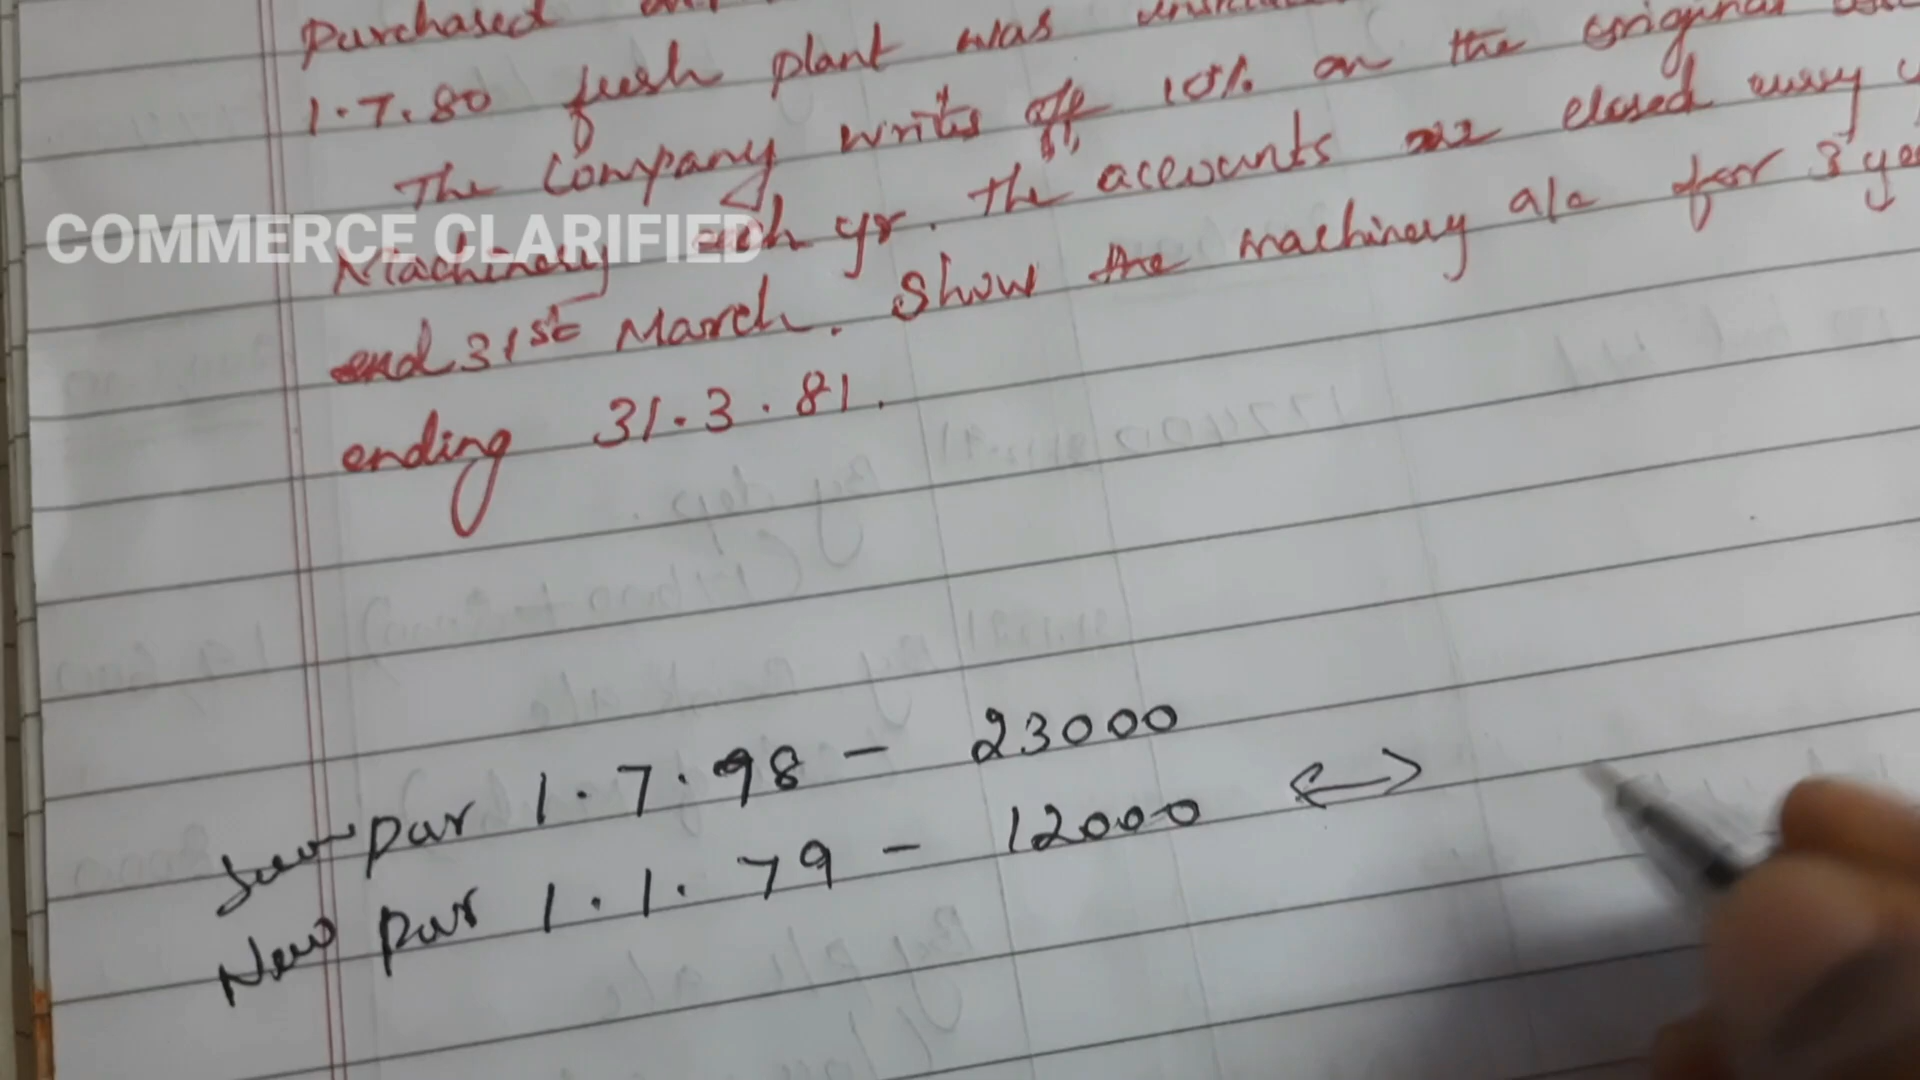 Purchased
1.7.80 fresh plant was
The Company writes off 10% on the original
Machinery each yr. The accounts are closed every
end 31st March. Show the machinery a/c for 3 ye
ending 31.3.81.
COMMERCE CLARIFIED
pur 1.7.98 - 23000
New pur 1.1.79 - 12000 <->